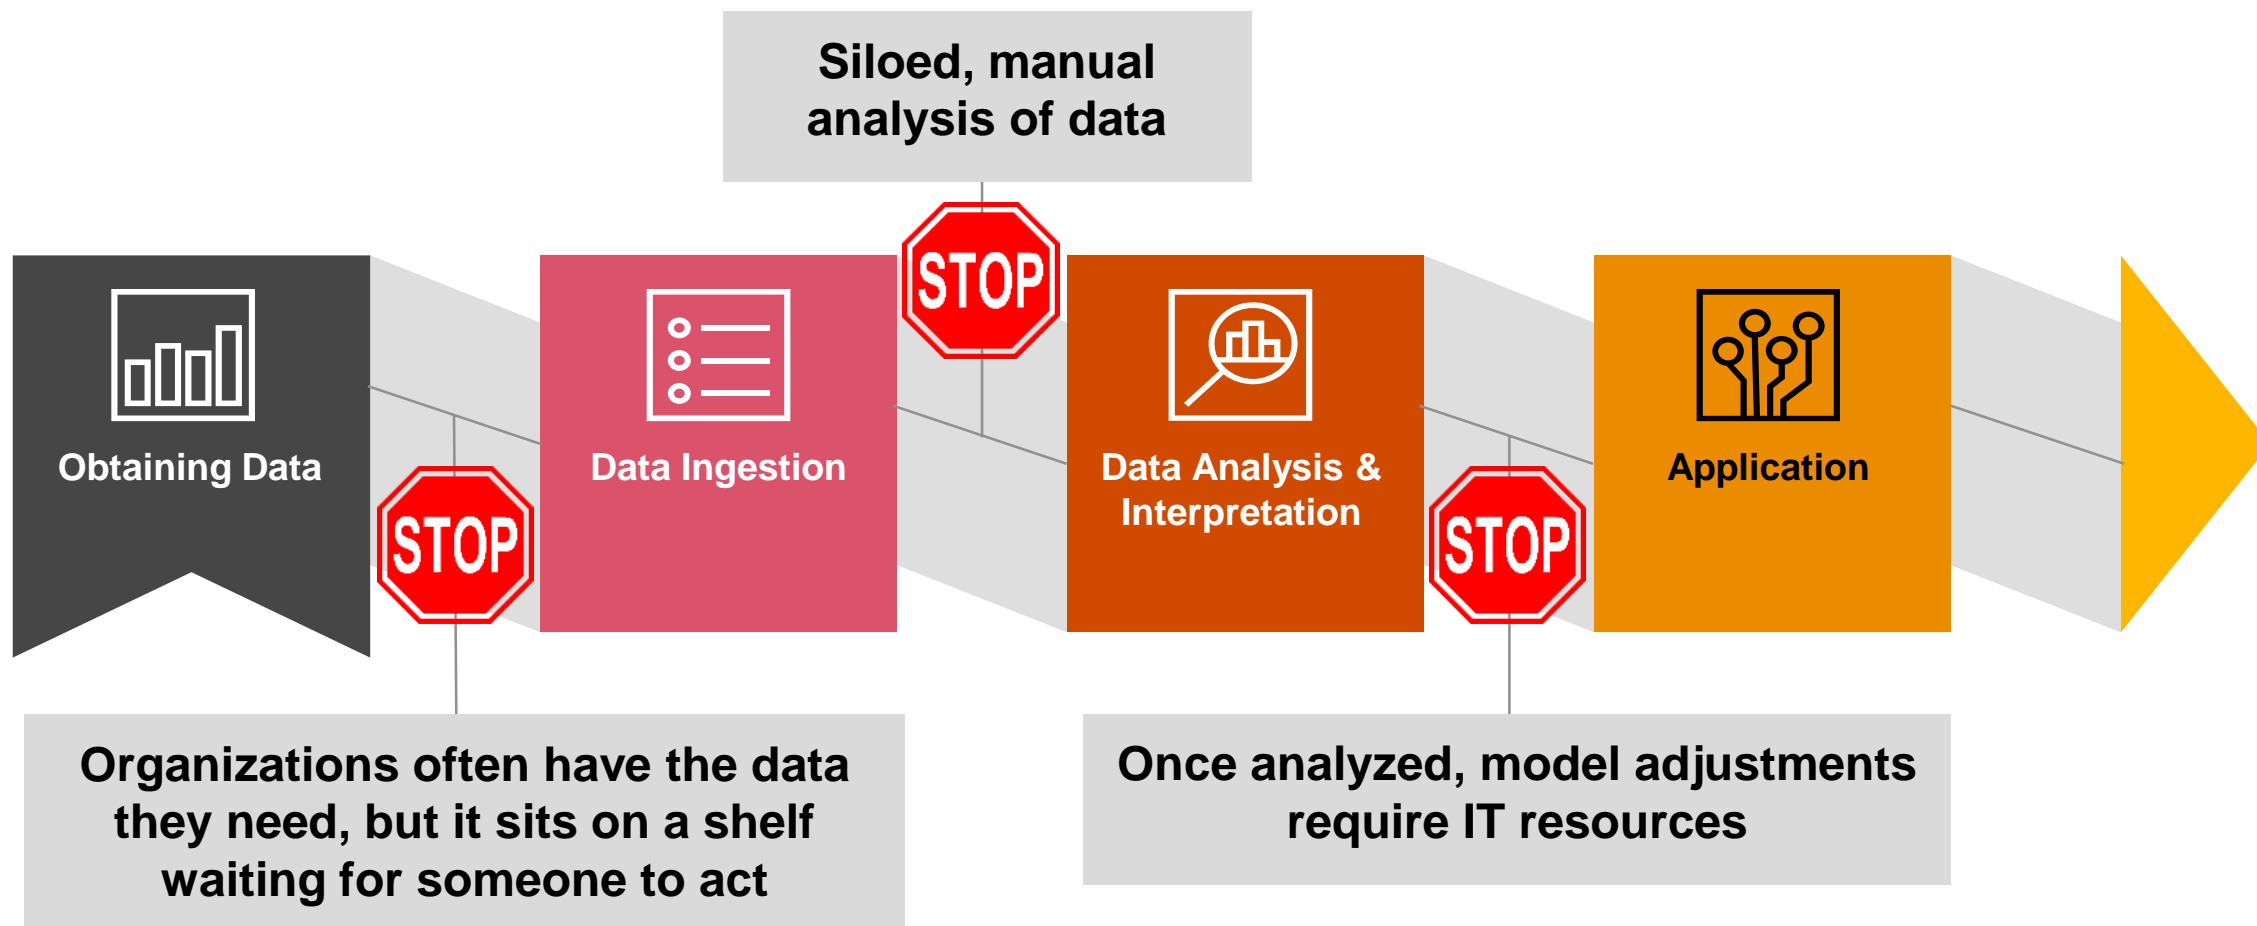 Siloed, manual
analysis of data
STOP
Obtaining Data
STOP
Data Ingestion
Data Analysis &
Interpretation
STOP
Application
Organizations often have the data
they need, but it sits on a shelf
waiting for someone to act
Once analyzed, model adjustments
require IT resources